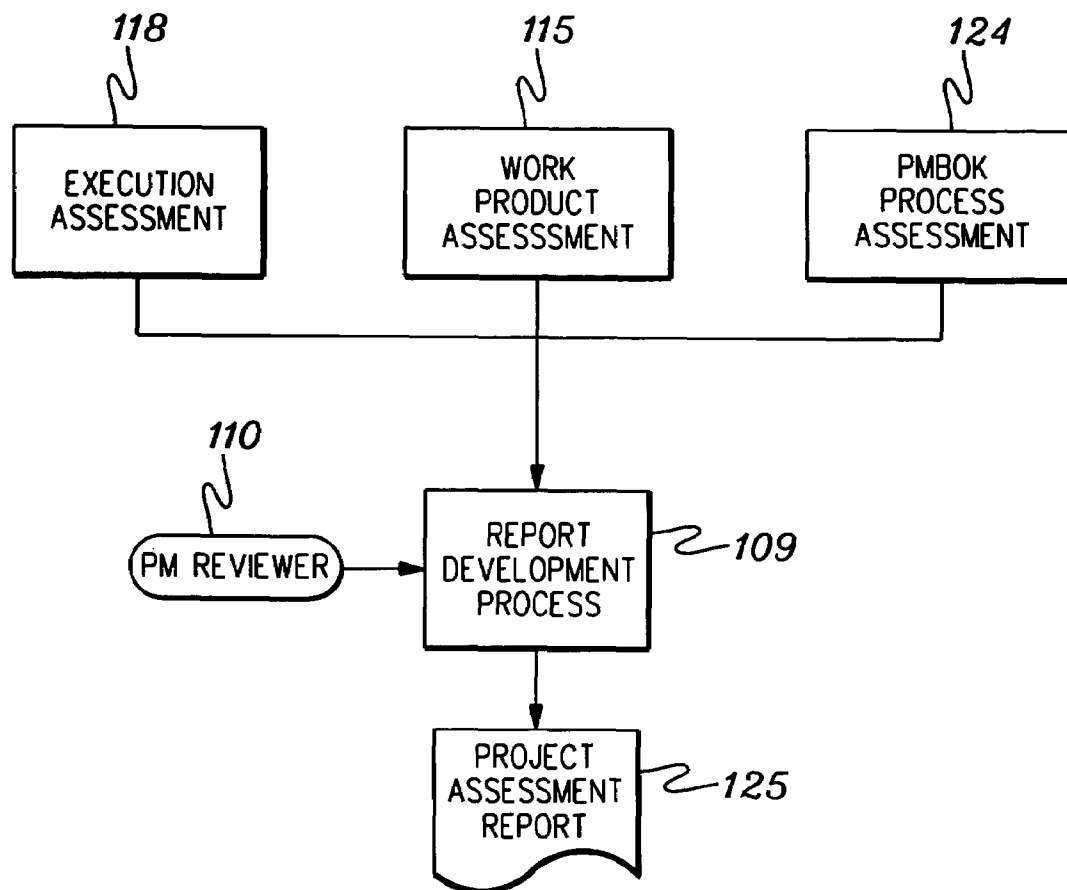 118
115
124
EXECUTION
ASSESSMENT
WORK
PRODUCT
ASSESSSMENT
PMBOK
PROCESS
ASSESSMENT
110
PM REVIEWER
REPORT
DEVELOPMENT
PROCESS
109
PROJECT
ASSESSMENT
REPORT
125